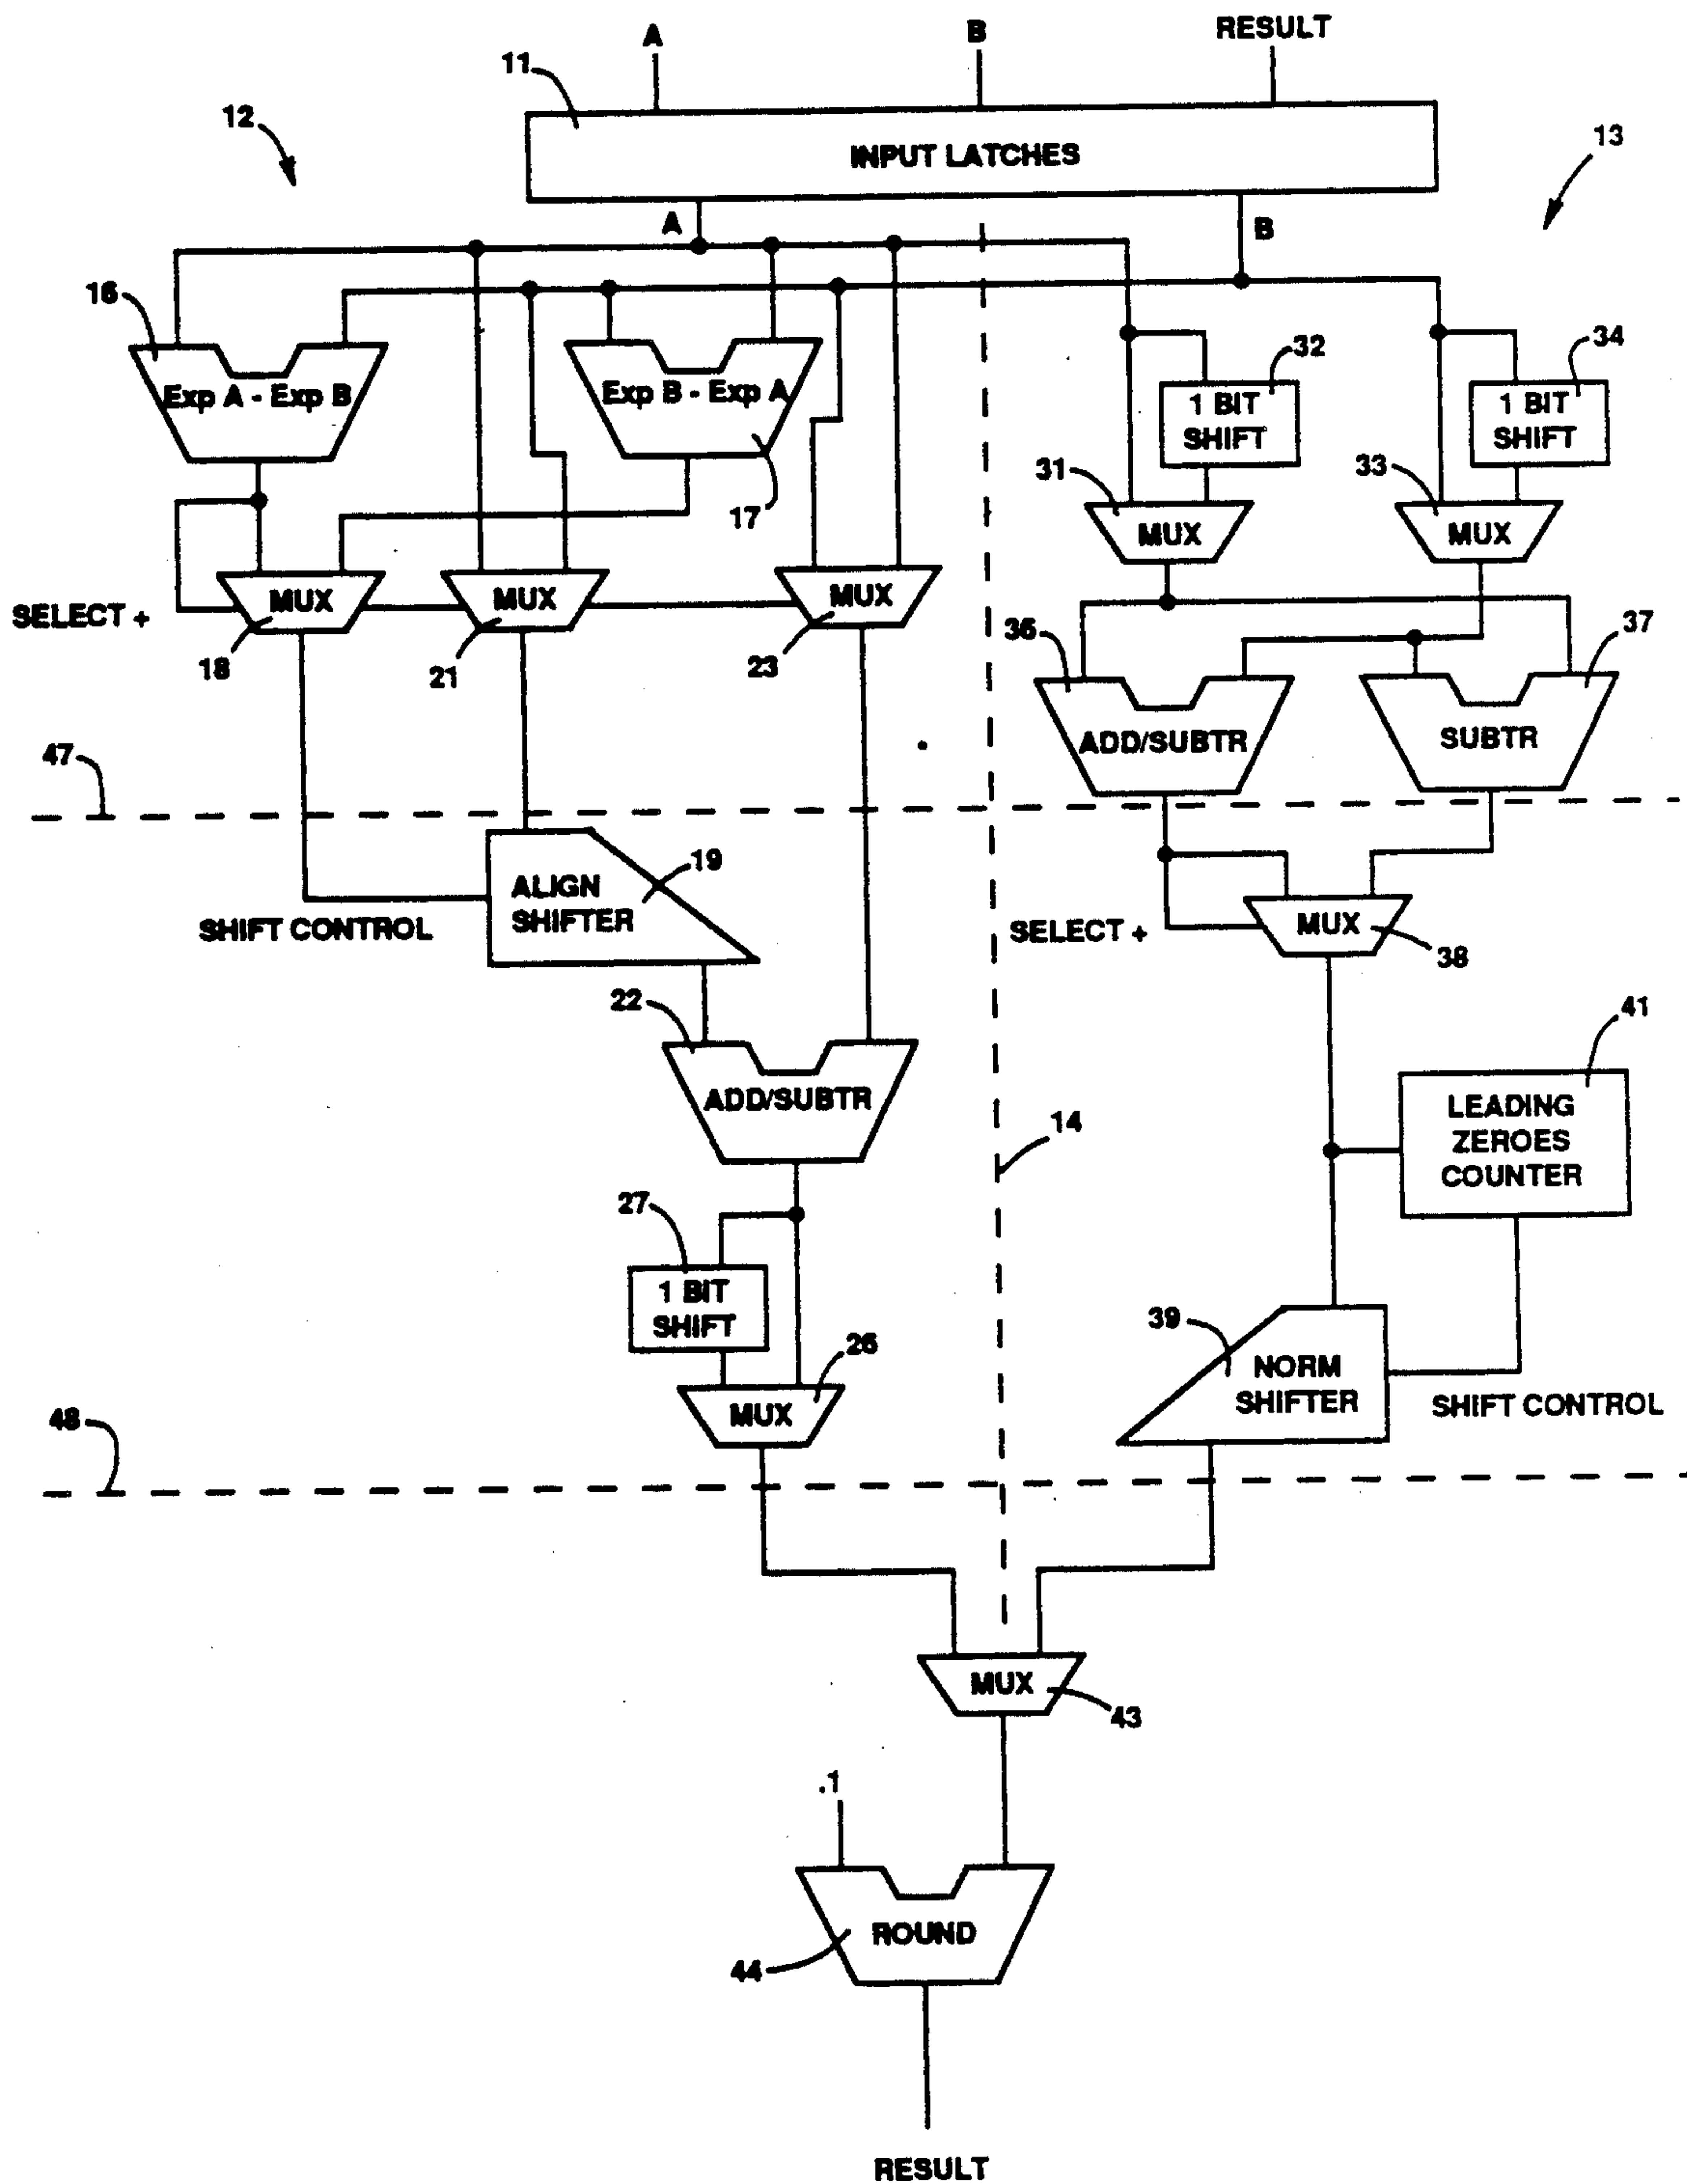 A
B
RESULT
11
12
13
INPUT LATCHES
A
B
16
Exp A - Exp B
Exp B - Exp A
17
32
1 BIT
SHIFT
34
1 BIT
SHIFT
31
MUX
33
MUX
SELECT +
MUX
18
MUX
21
MUX
23
36
ADD/SUBTR
37
SUBTR
47
ALIGN
SHIFTER
19
SHIFT CONTROL
SELECT +
MUX
38
22
ADD/SUBTR
41
LEADING
ZEROES
COUNTER
14
27
1 BIT
SHIFT
26
MUX
39
NORM
SHIFTER
SHIFT CONTROL
48
MUX
43
.1
ROUND
44
RESULT